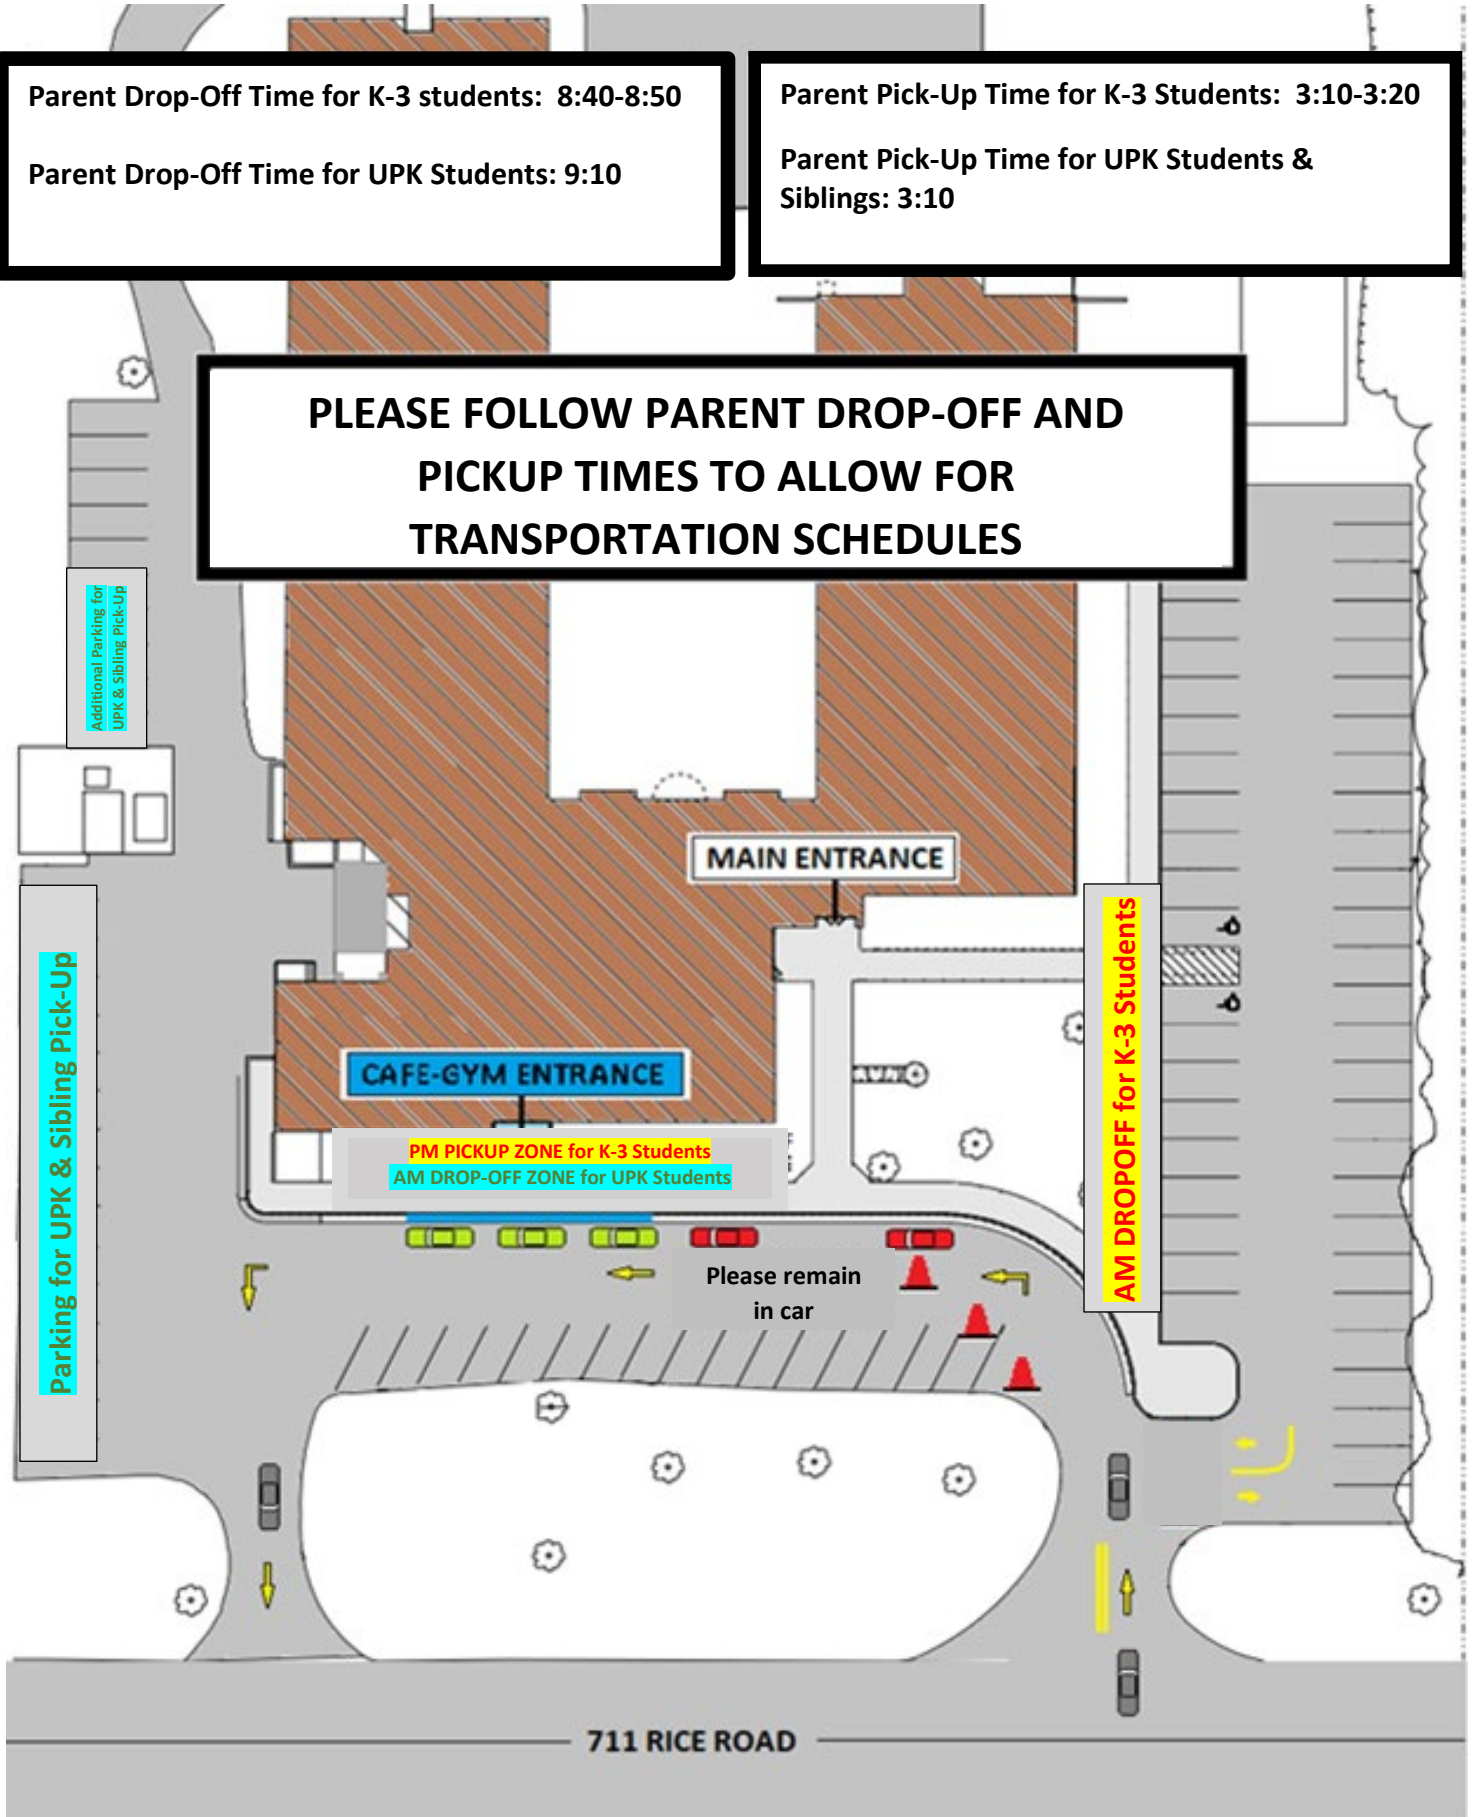 Parent Drop-Off Time for K-3 students:  8:40-8:50
Parent Drop-Off Time for UPK Students: 9:10
Parent Pick-Up Time for K-3 Students:  3:10-3:20
Parent Pick-Up Time for UPK Students &
Siblings: 3:10
PLEASE FOLLOW PARENT DROP-OFF AND
PICKUP TIMES TO ALLOW FOR
TRANSPORTATION SCHEDULES
Additional Parking for
UPK & Sibling Pick-Up
MAIN ENTRANCE
AM DROPOFF for K-3 Students
Parking for UPK & Sibling Pick-Up
CAFE-GYM ENTRANCE
PM PICKUP ZONE for K-3 Students
AM DROP-OFF ZONE for UPK Students
Please remain
in car
711 RICE ROAD